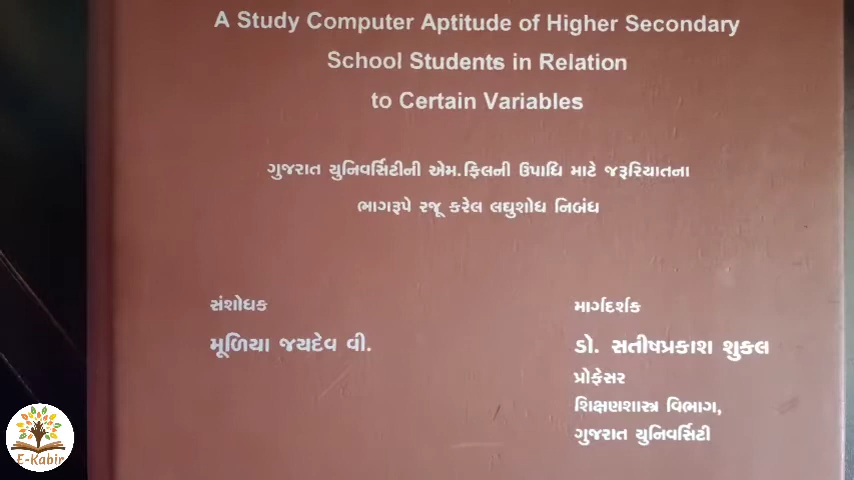 A Study Computer Aptitude of Higher Secondary
School Students in Relation
to Certain Variables
ગુજરાત યુનિવર્સિટીની એમ.ફિલની ઉપાધિ માટે જરૂરિયાતના
ભાગરૂપે રજૂ કરેલ લઘુશોધ નિબંધ
સંશોધક
મૂળિયા જયદેવ વી.
માર્ગદર્શક
ડો. સતીષપ્રકાશ શુકલ
પ્રોફેસર
શિક્ષણશાસ્ત્ર વિભાગ,
ગુજરાત યુનિવર્સિટી
E-Kabir